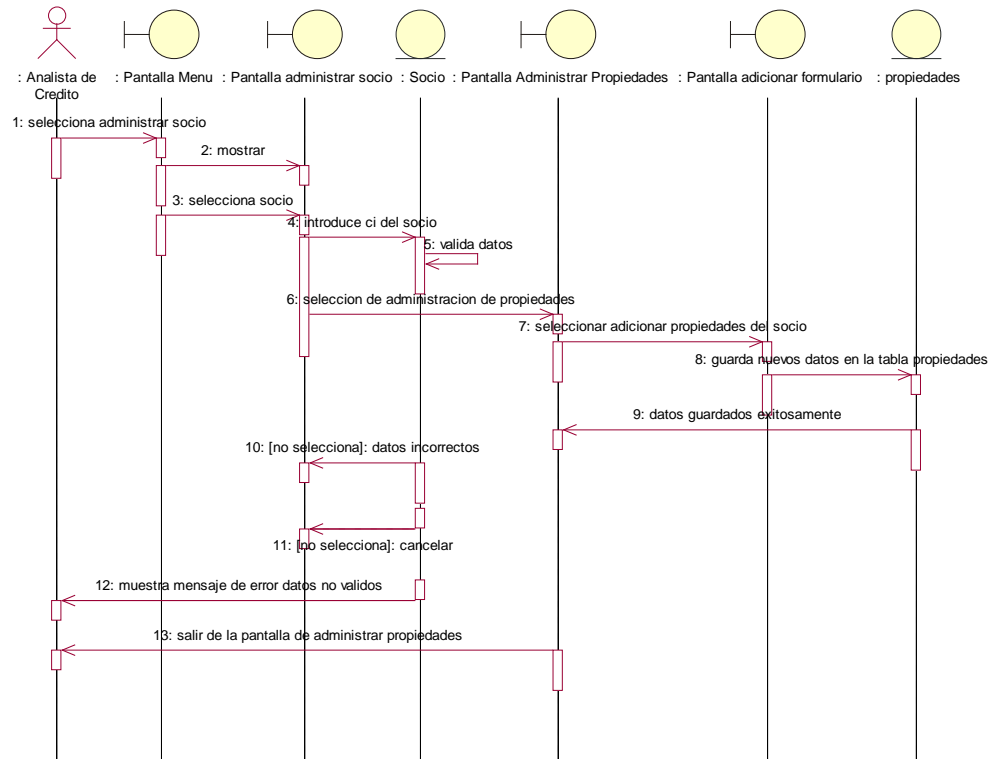 : Analista de
Credito
: Pantalla Menu
: Pantalla administrar socio
: Socio
: Pantalla Administrar Propiedades
: Pantalla adicionar formulario
: propiedades
1: selecciona administrar socio
2: mostrar
3: selecciona socio
4: introduce ci del socio
5: valida datos
6: seleccion de administracion de propiedades
7: seleccionar adicionar propiedades del socio
8: guarda nuevos datos en la tabla propiedades
9: datos guardados exitosamente
10: [no selecciona]: datos incorrectos
11: [no selecciona]: cancelar
12: muestra mensaje de error datos no validos
13: salir de la pantalla de administrar propiedades